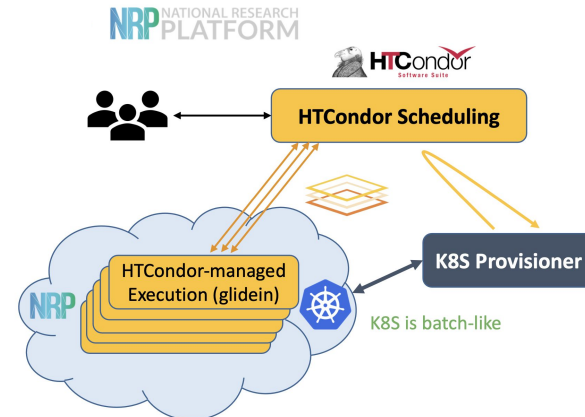 NRP NATIONAL RESEARCH
PLATFORM
HTCondor
Software Suite
HTCondor Scheduling
HTCondor-managed
Execution (glidein)
K8S Provisioner
NRP
K8S is batch-like